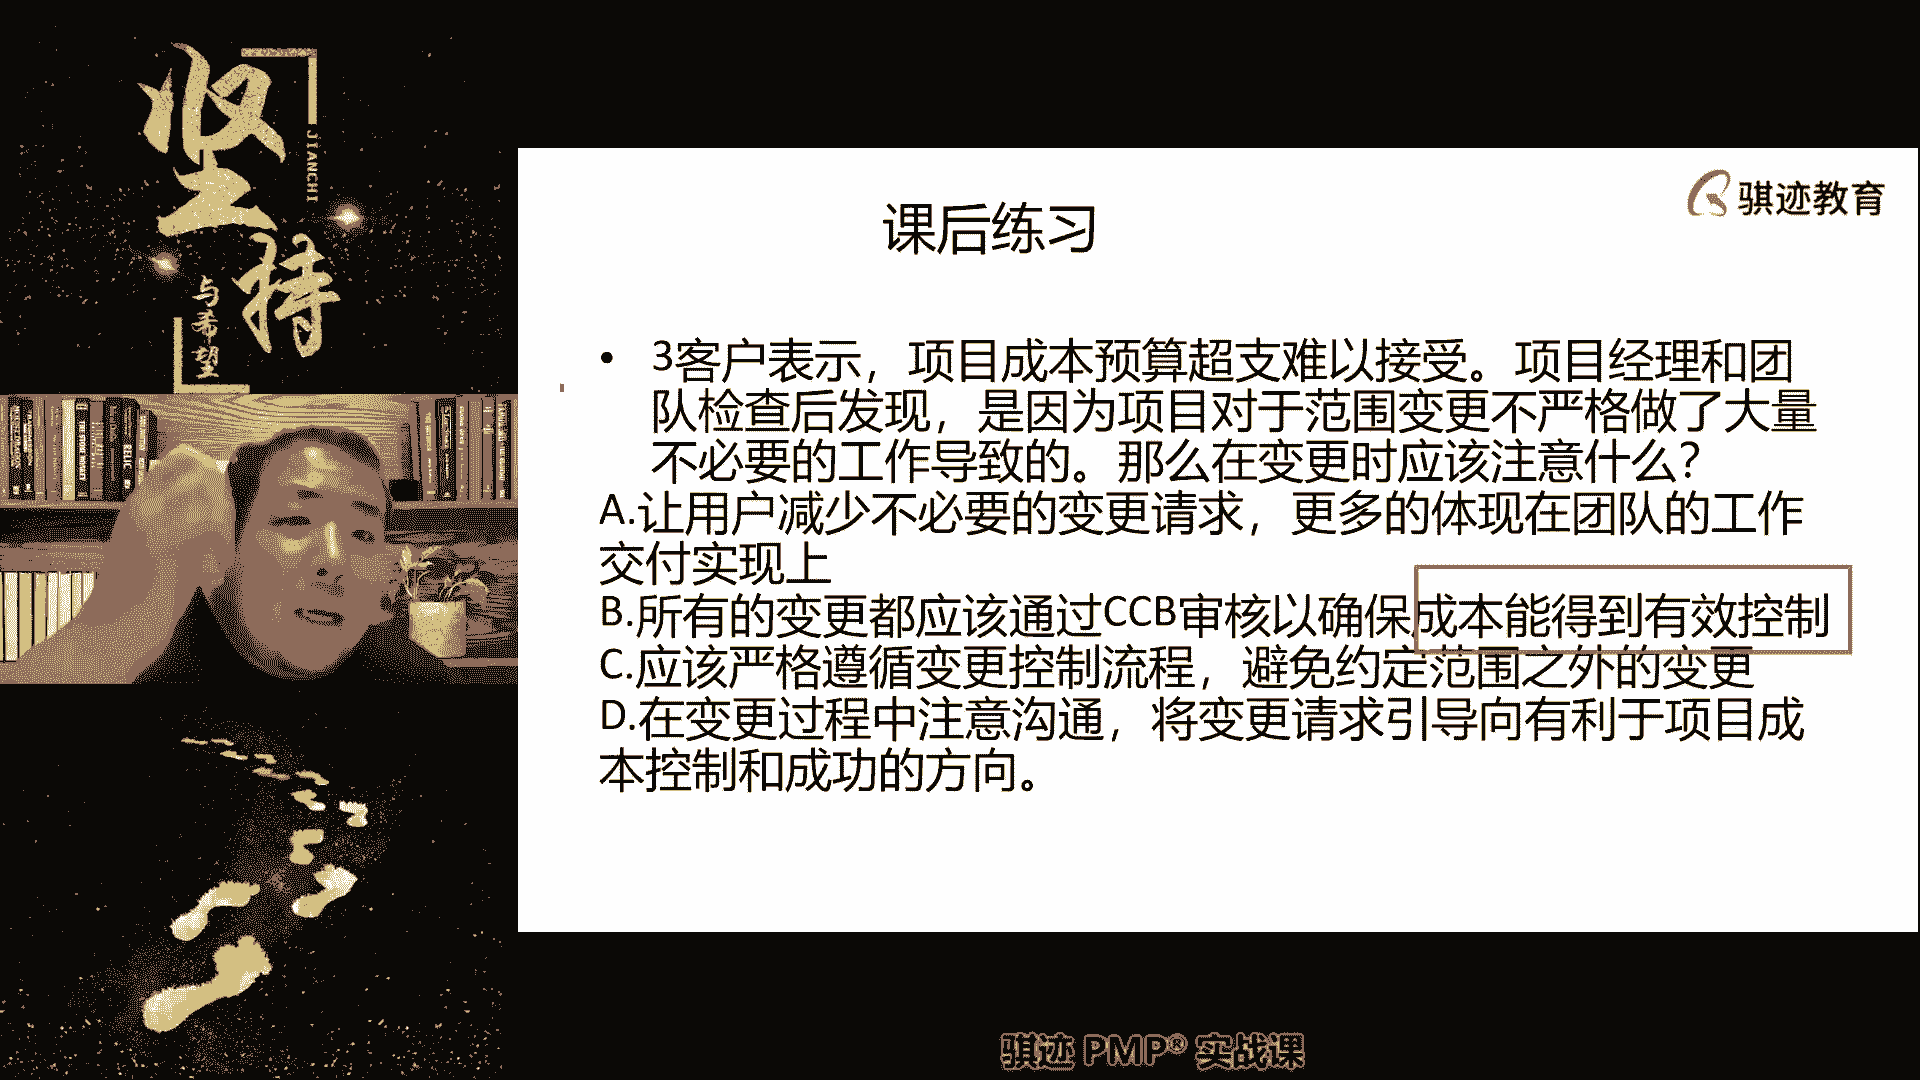 坚持
JIANCHI
与希望
骐迹教育
课后练习
• 3客户表示，项目成本预算超支难以接受。项目经理和团
队检查后发现，是因为项目对于范围变更不严格做了大量
不必要的工作导致的。那么在变更时应该注意什么？
A.让用户减少不必要的变更请求，更多的体现在团队的工作
交付实现上
B.所有的变更都应该通过CCB审核以确保成本能得到有效控制
C.应该严格遵循变更控制流程，避免约定范围之外的变更
D.在变更过程中注意沟通，将变更请求引导向有利于项目成
本控制和成功的方向。
骐迹 PMP® 实战课